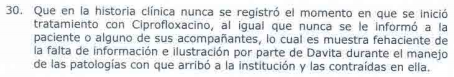 30. Que en la historia clínica nunca se registró el momento en que se inició
tratamiento con Ciprofloxacino, al igual que nunca se le informó a la
paciente o alguno de sus acompañantes, lo cual es muestra fehaciente de
la falta de información e ilustración por parte de Davita durante el manejo
de las patologías con que arribó a la institución y las contraídas en ella.